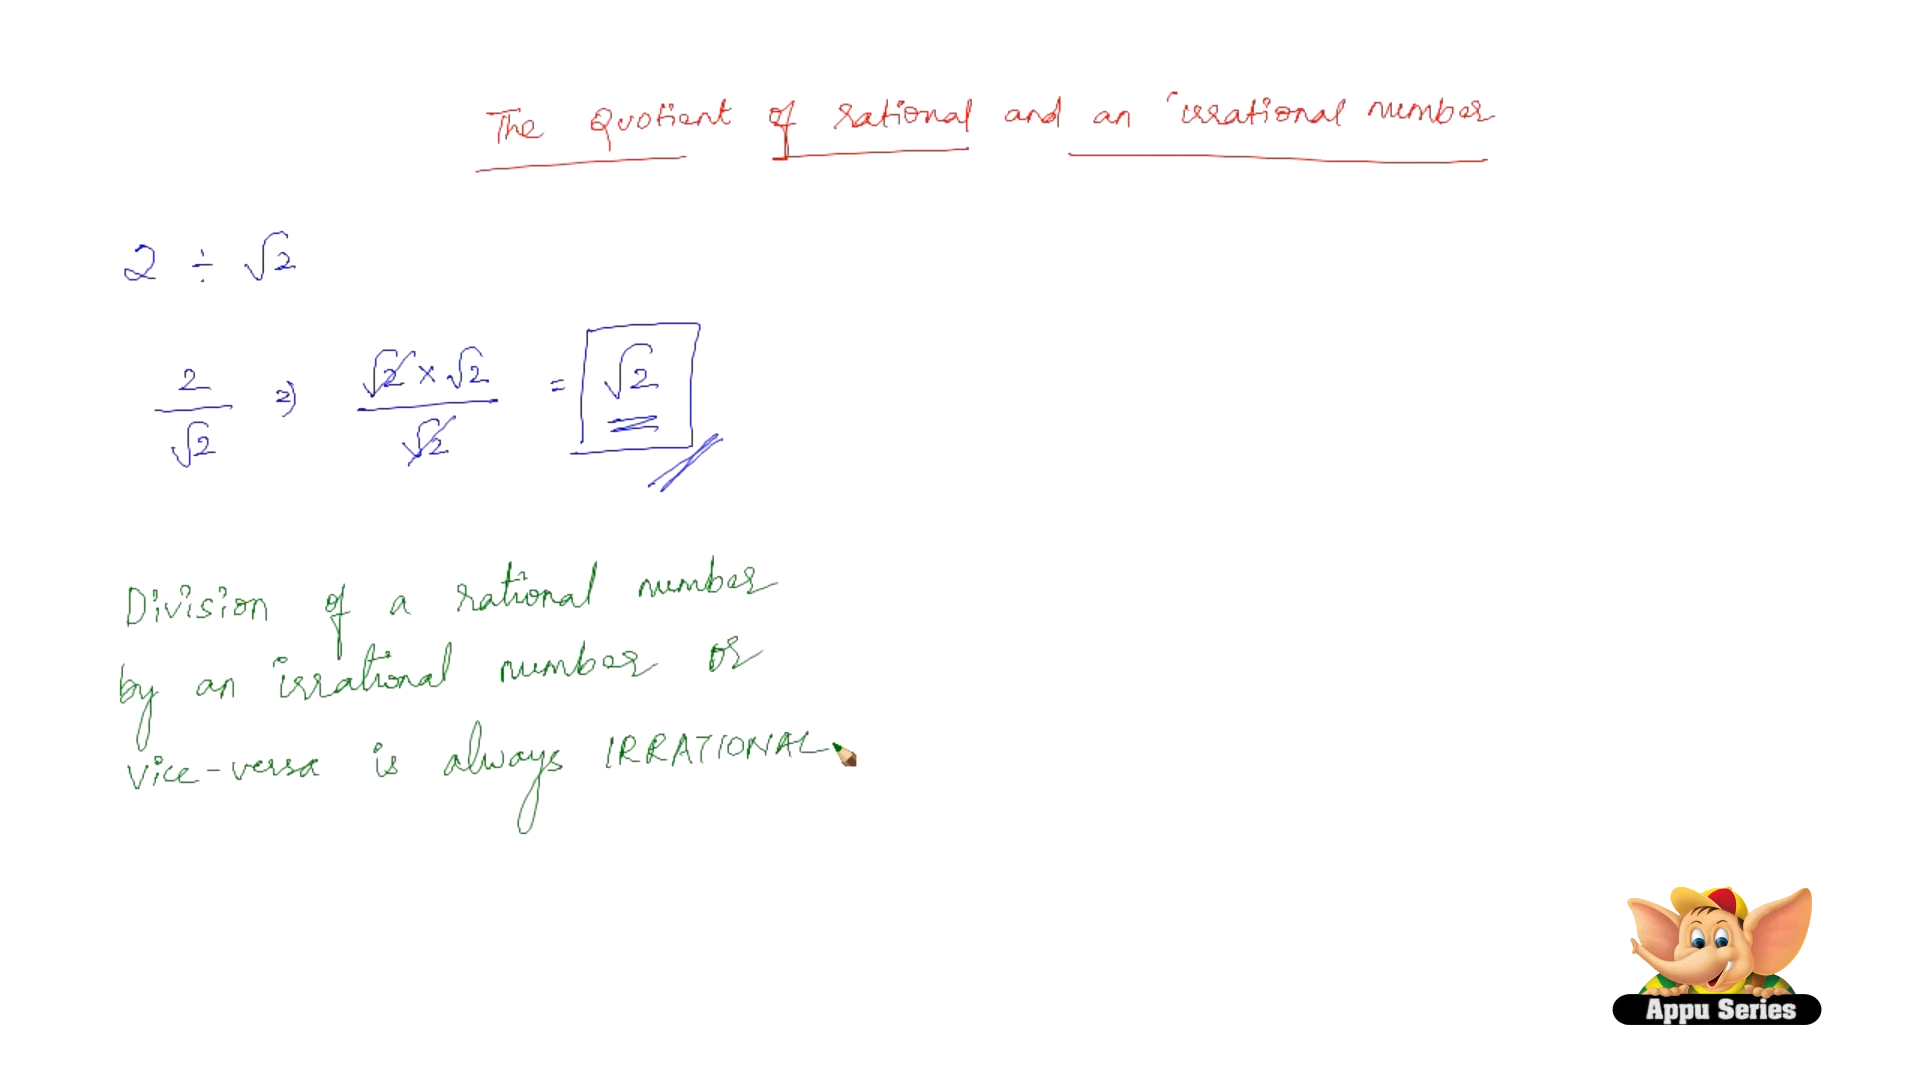 The Quotient of rational and an irrational number
2 ÷ √2
2/√2 ⇒ √2 × √2/√2 = √2
Division of a rational number
by an irrational number or
vice-versa is always IRRATIONAL
Appu Series